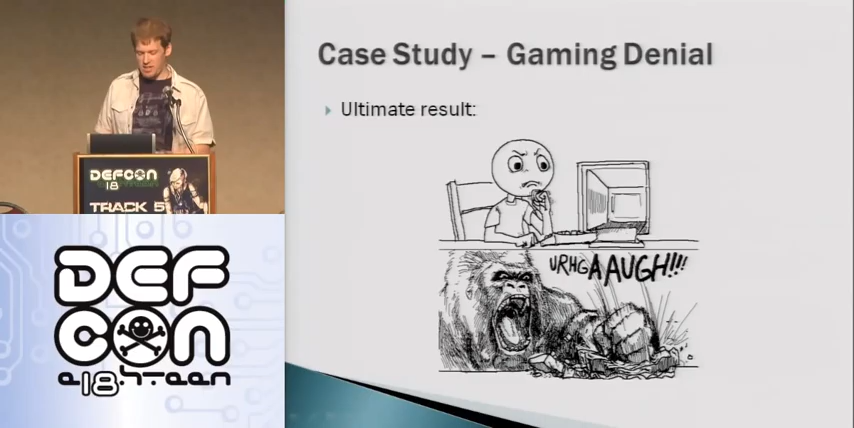 Case Study – Gaming Denial
Ultimate result:
URHGAAUGH!!!
DEFCON
18
TRACK 5
DEF
CON
e18hteen